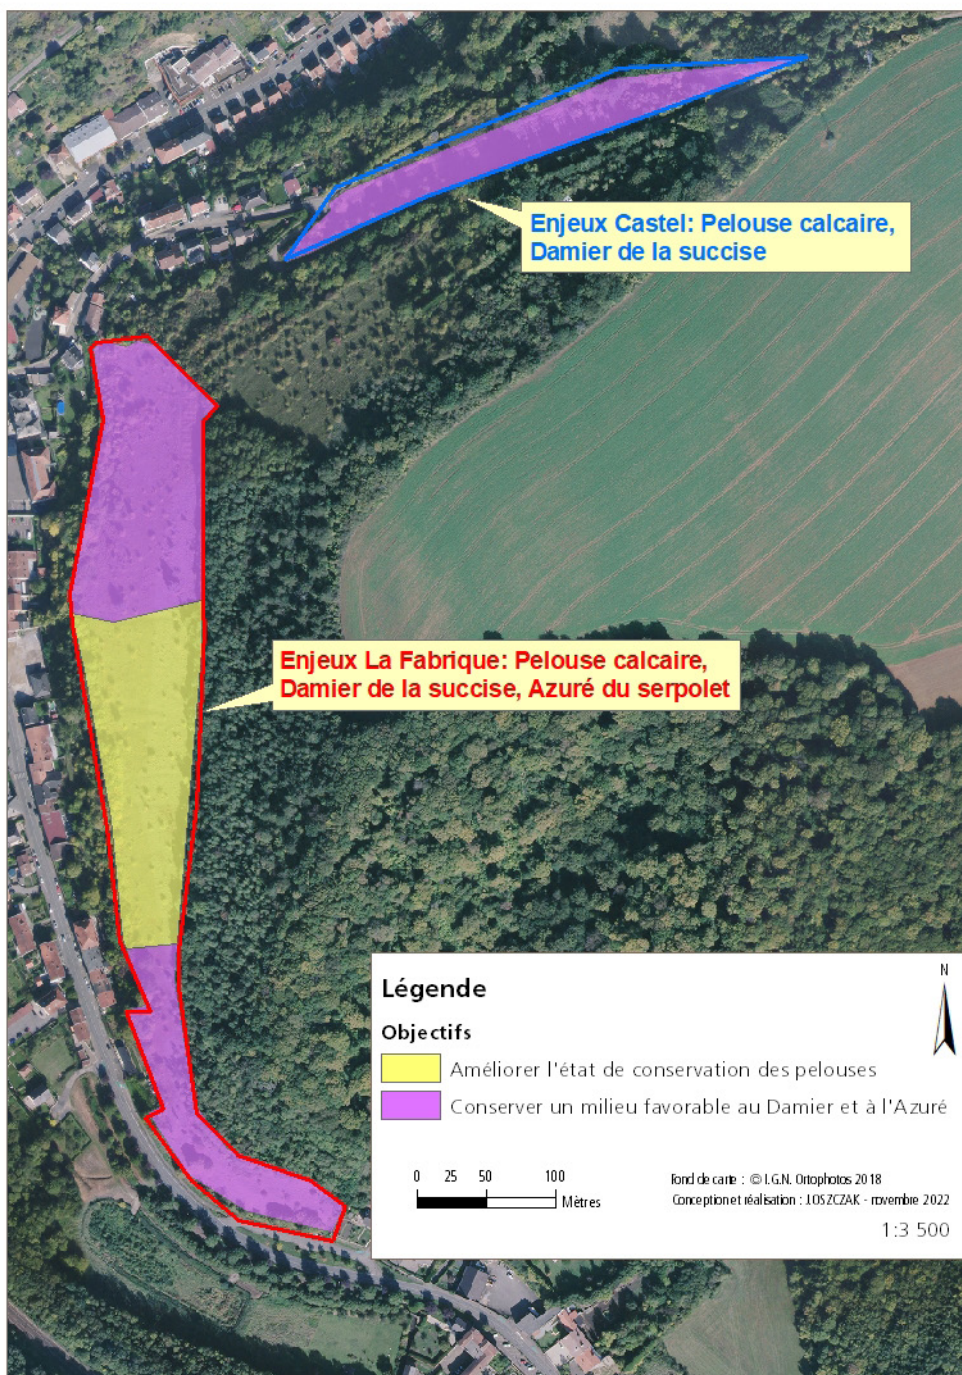 Enjeux Castel: Pelouse calcaire,
Damier de la succise
Enjeux La Fabrique: Pelouse calcaire,
Damier de la succise, Azuré du serpolet
Légende
N
Objectifs
Améliorer l'état de conservation des pelouses
Conserver un milieu favorable au Damier et à l'Azuré
0 25 50 100
Mètres
Fond de carte : © I.G.N. Ortophotos 2018
Conception et réalisation : J.OSZCZAK - novembre 2022
1:3 500